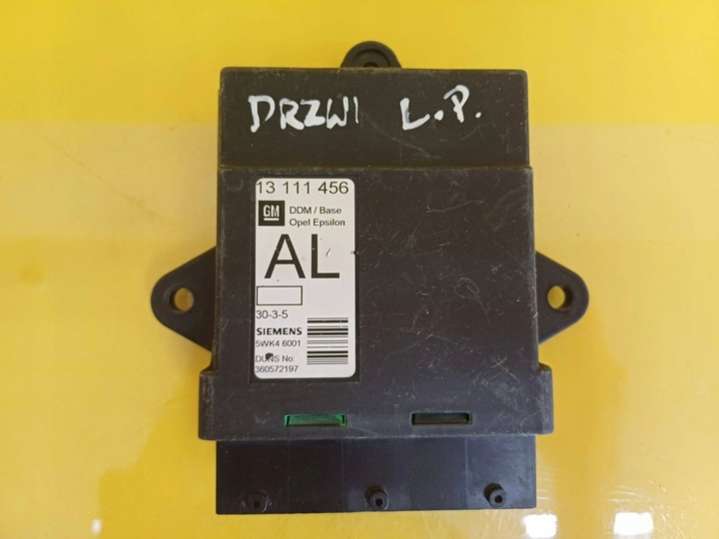 DRZWI L.P.
13 111 456
GM DDM / Base
Opel Epsilon
AL
30-3-5
SIEMENS
5WK4 6001
DUNS No:
360572197